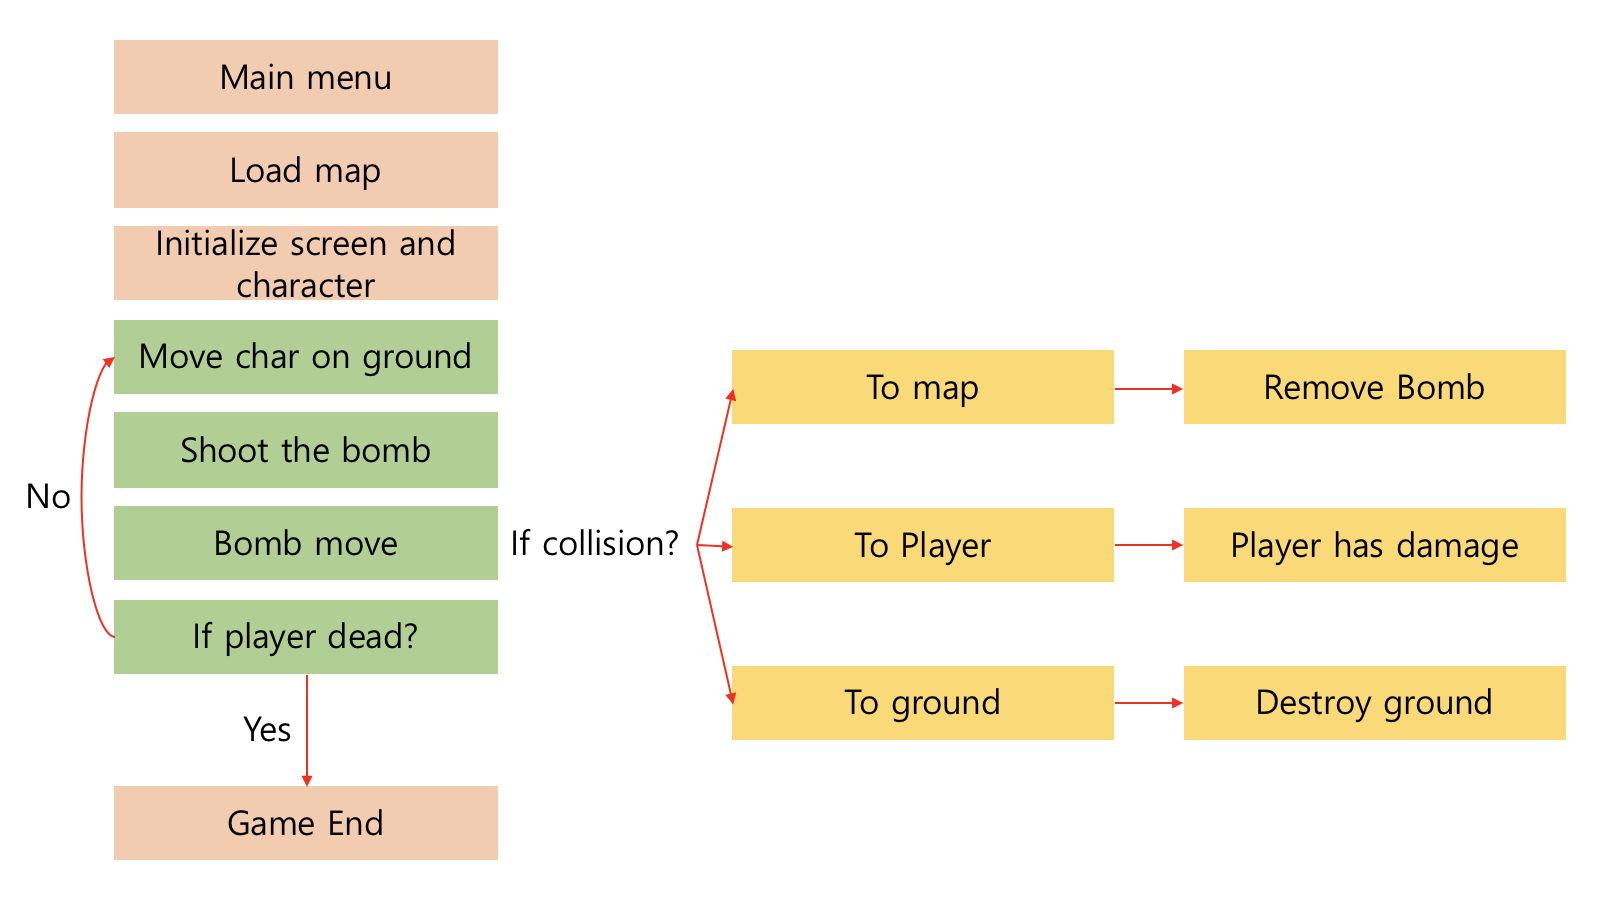 Main menu
Load map
Initialize screen and
character
Move char on ground
Shoot the bomb
No
Bomb move
If player dead?
Yes
Game End
If collision?
To map
Remove Bomb
To Player
Player has damage
To ground
Destroy ground